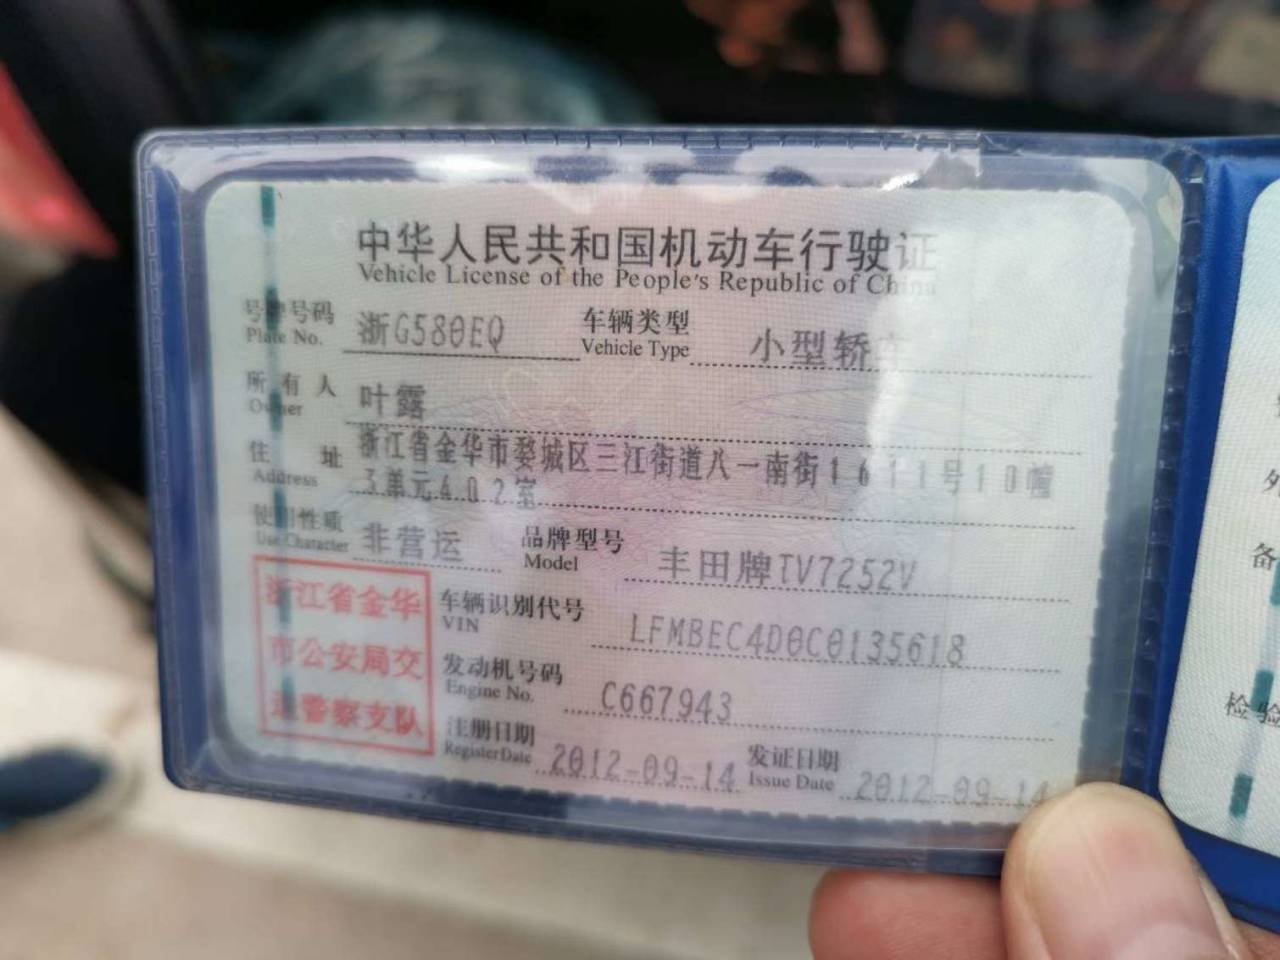 中华人民共和国机动车行驶证
Vehicle License of the People's Republic of China
号牌号码 浙G580EQ 车辆类型 小型轿车
Plate No. Vehicle Type
所有人 叶露
Owner
住址 浙江省金华市婺城区三江街道八一南街1611号10幢
Address 3单元402室
使用性质 非营运 品牌型号 丰田牌TV7252V
Use Character Model
浙江省金华
市公安局交
通警察支队
车辆识别代号 LFMBEC4D0C0135618
VIN
发动机号码 C667943
Engine No.
注册日期 2012-09-14 发证日期 2012-09-14
Register Date Issue Date
备
检验